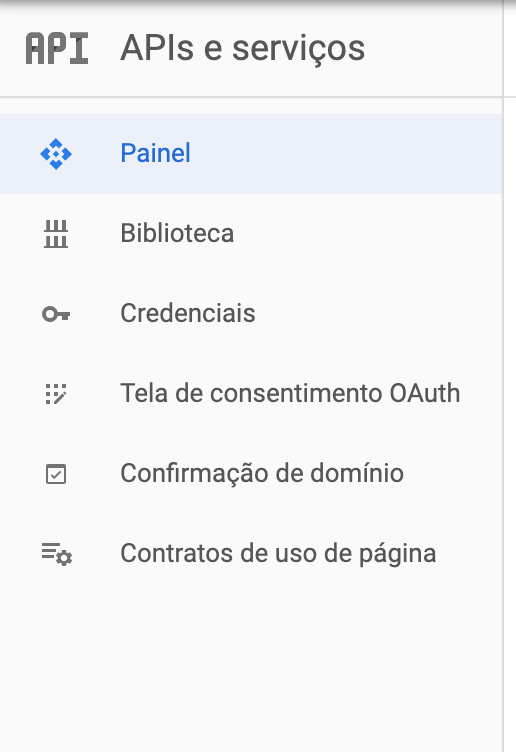 API APIs e serviços
Painel
Biblioteca
Credenciais
Tela de consentimento OAuth
Confirmação de domínio
Contratos de uso de página